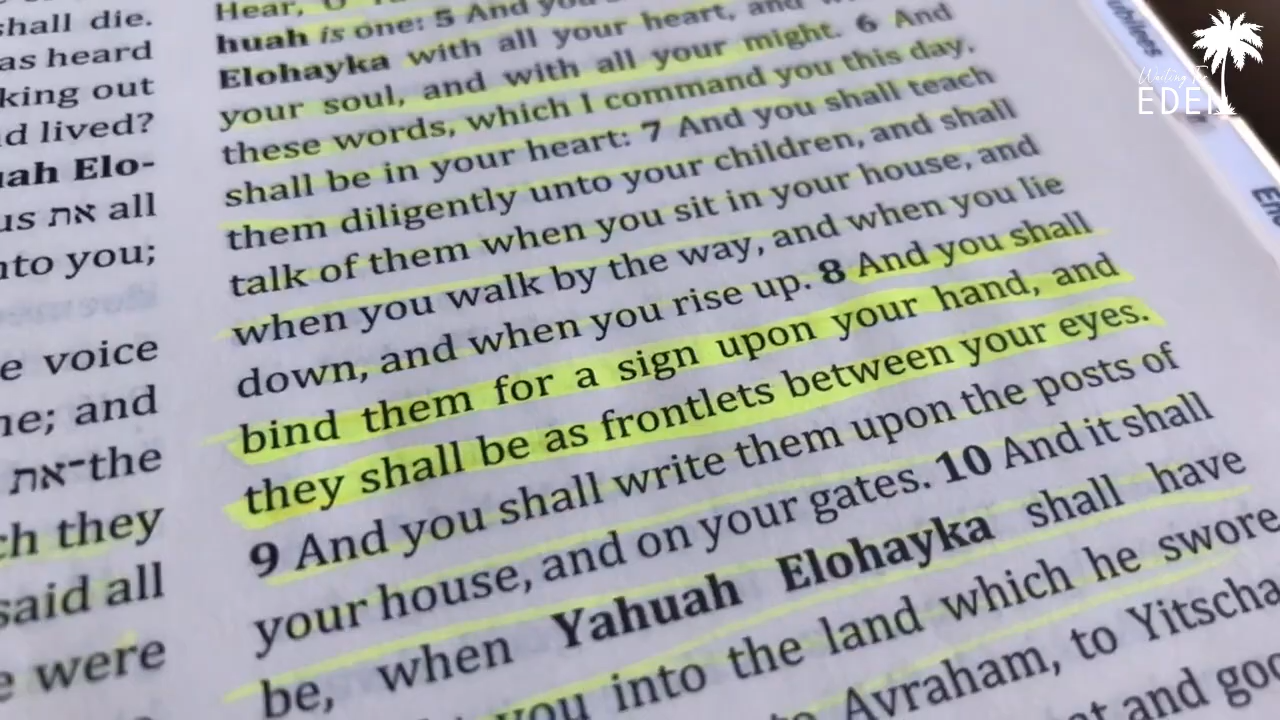 shall die.
as heard
king out
d lived?
uah Elo-
us את all
nto you;
e voice
ne; and
את-the
ch they
said all
e were
Hear, O
huah is one: 5 And you
Elohayka with all your heart, and
your soul, and with all your might. 6 And
these words, which I command you this day,
shall be in your heart: 7 And you shall teach
them diligently unto your children, and shall
talk of them when you sit in your house, and
when you walk by the way, and when you lie
down, and when you rise up. 8 And you shall
bind them for a sign upon your hand, and
they shall be as frontlets between your eyes.
9 And you shall write them upon the posts of
your house, and on your gates. 10 And it shall
be, when Yahuah Elohayka shall have
you into the land which he swore
Avraham, to Yitscha
and goo
ubilees
EDEN